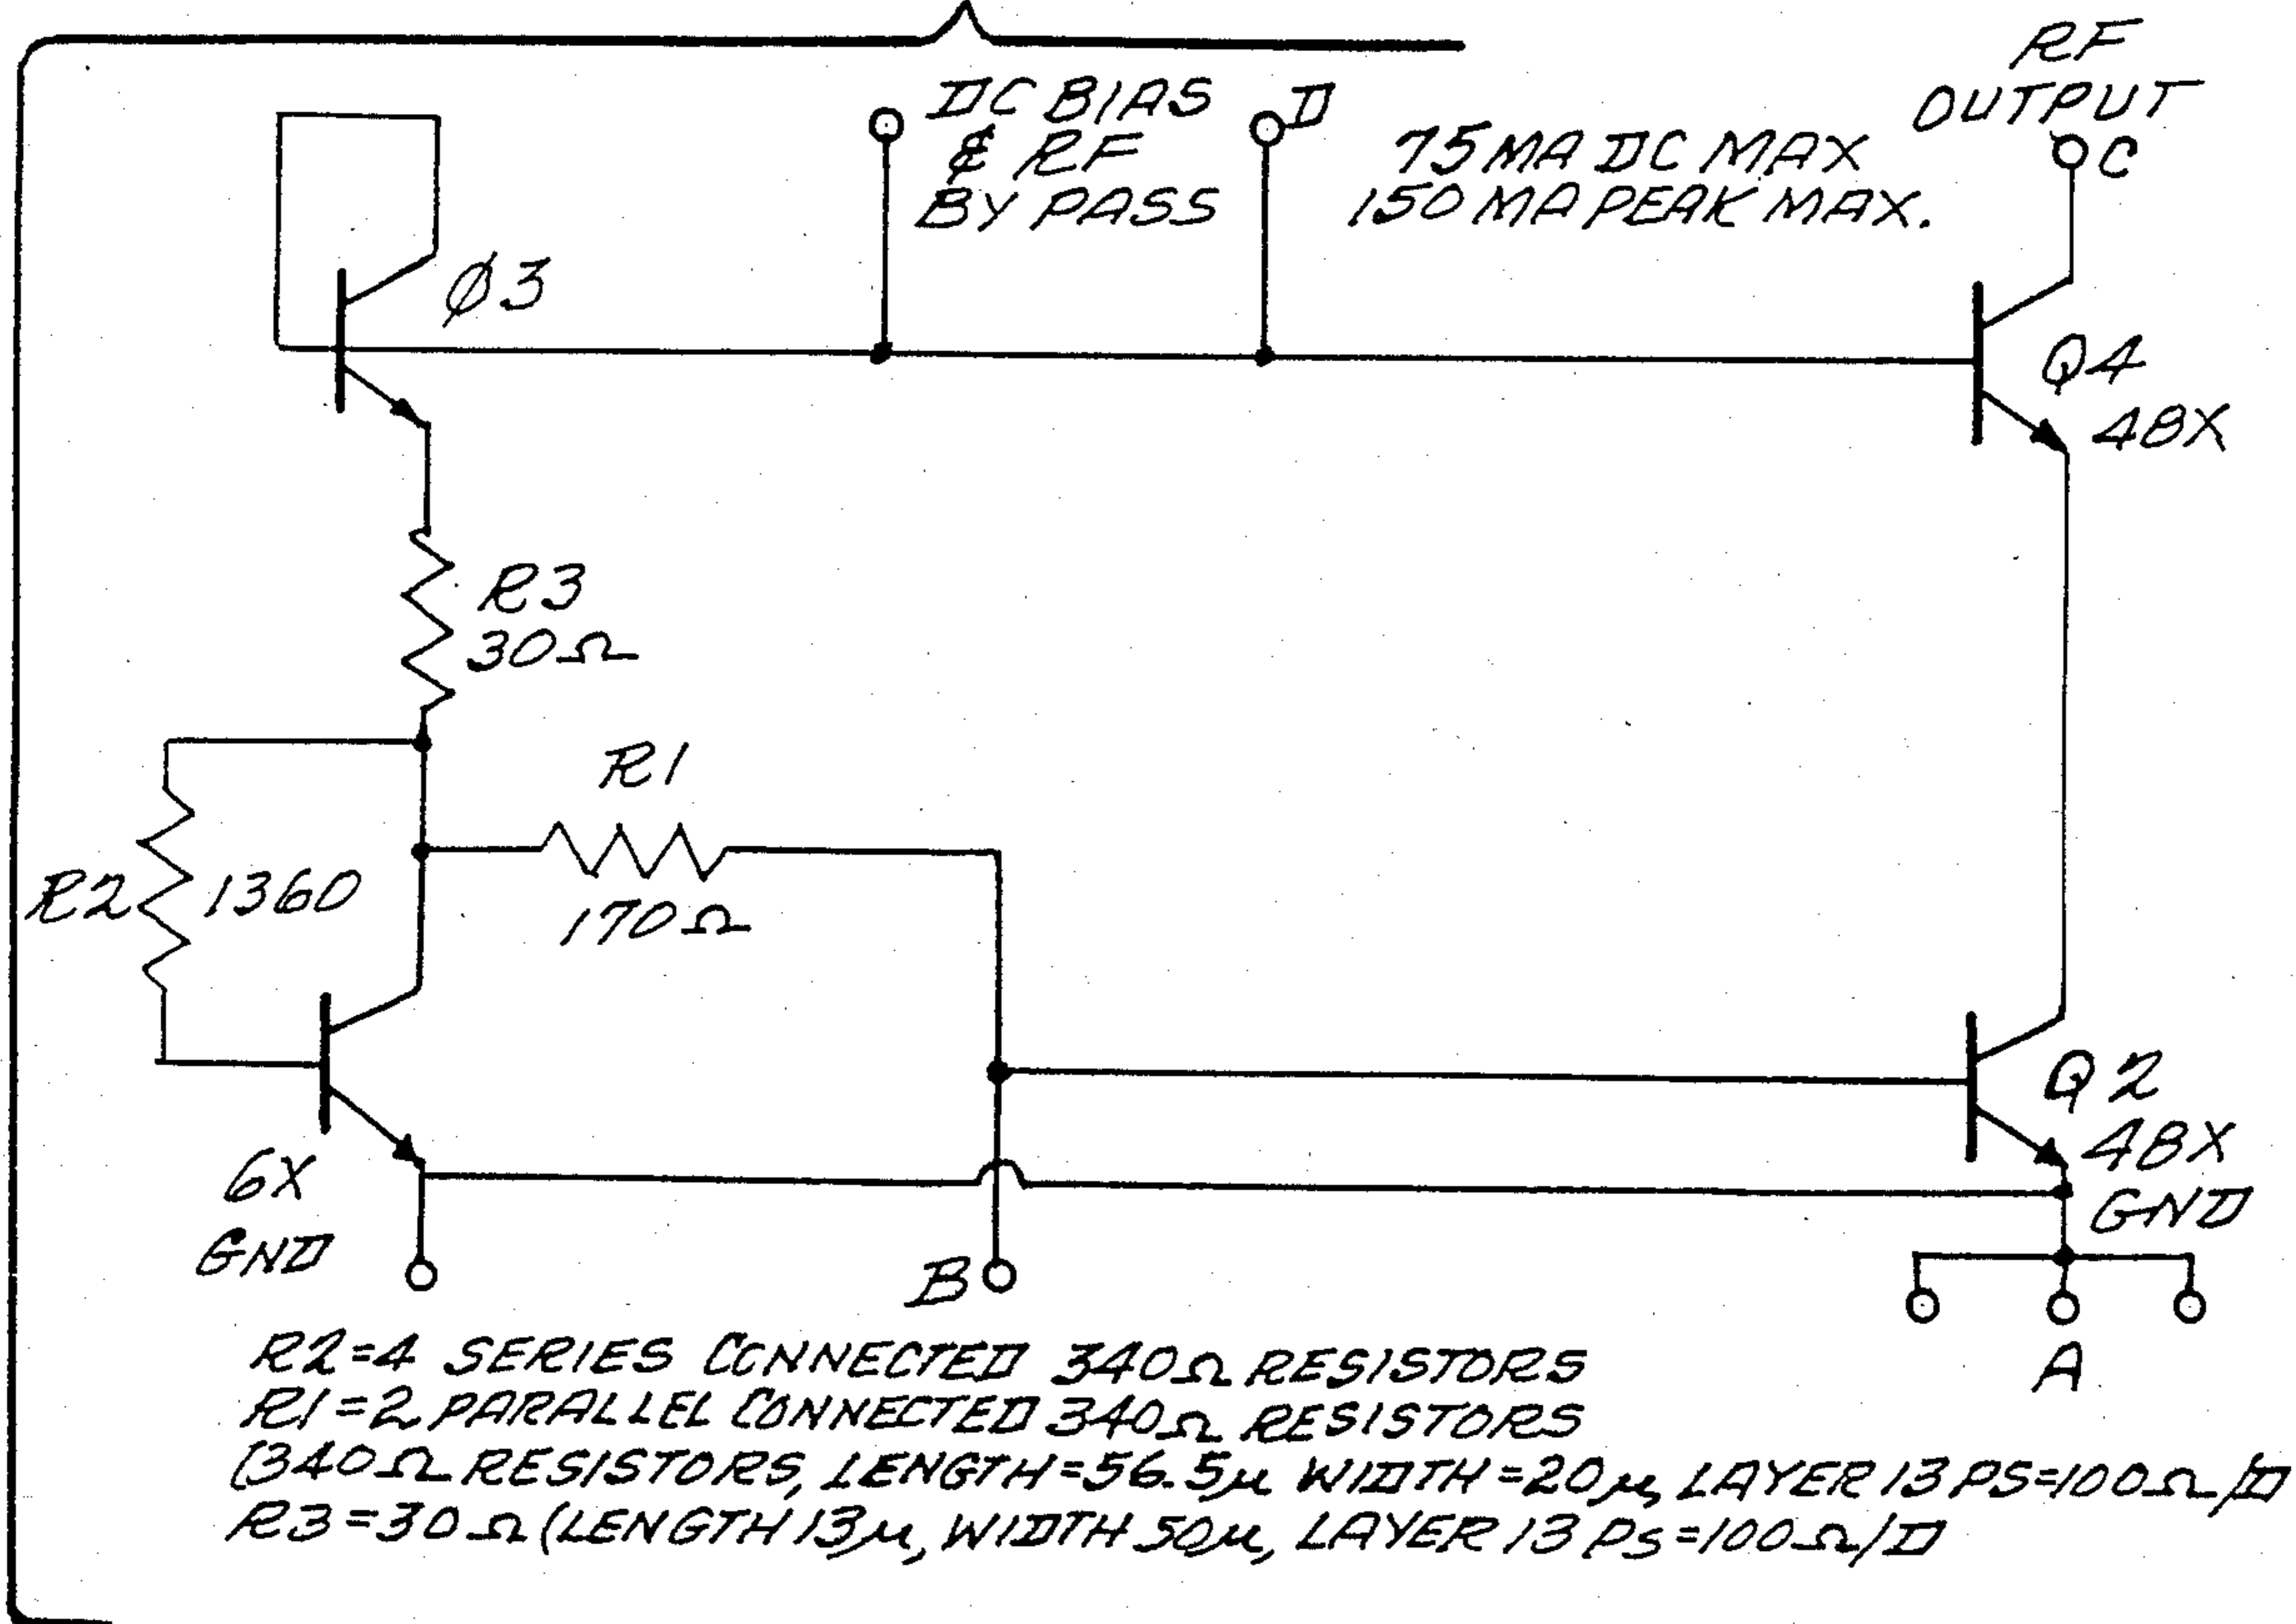 RF
OUTPUT
C
DC BIAS
& RF
BY PASS
D
75 MA DC MAX
150 MA PEAK MAX.
Ø3
Q4
48X
R3
30Ω
R1
170Ω
R2
1360
6X
GND
B
Q2
48X
GND
A
R2=4 SERIES CONNECTED 340Ω RESISTORS
R1=2 PARALLEL CONNECTED 340Ω RESISTORS
(340Ω RESISTORS, LENGTH=56.5μ WIDTH=20μ, LAYER 13 PS=100Ω/D
R3=30Ω (LENGTH 13μ, WIDTH 50μ, LAYER 13 PS=100Ω/D